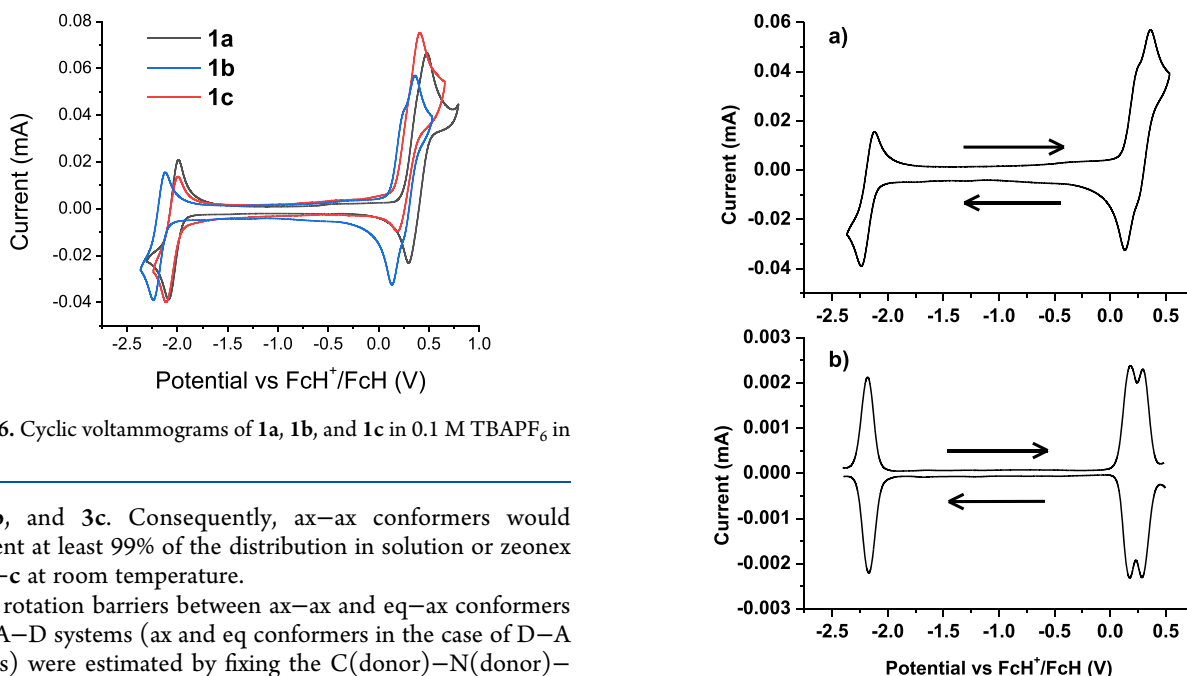 0.08
0.06
0.04
0.02
0.00
-0.02
-0.04
Current (mA)
1a
1b
1c
-2.5 -2.0 -1.5 -1.0 -0.5 0.0 0.5 1.0
Potential vs FcH⁺/FcH (V)
6. Cyclic voltammograms of 1a, 1b, and 1c in 0.1 M TBAPF₆ in
, and 3c. Consequently, ax−ax conformers would
ent at least 99% of the distribution in solution or zeonex
−c at room temperature.
rotation barriers between ax−ax and eq−ax conformers
A−D systems (ax and eq conformers in the case of D−A
s) were estimated by fixing the C(donor)−N(donor)−
a)
0.06
0.04
0.02
0.00
-0.02
-0.04
Current (mA)
-2.5 -2.0 -1.5 -1.0 -0.5 0.0 0.5
b)
0.003
0.002
0.001
0.000
-0.001
-0.002
-0.003
Current (mA)
-2.5 -2.0 -1.5 -1.0 -0.5 0.0 0.5
Potential vs FcH⁺/FcH (V)